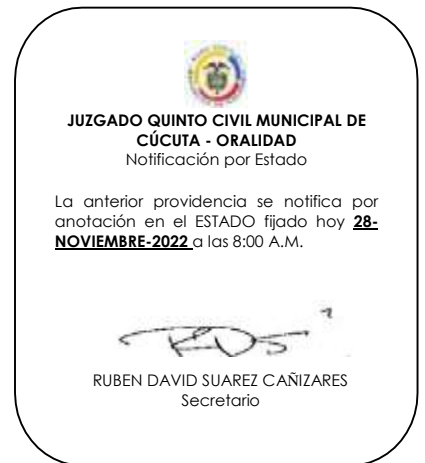 JUZGADO QUINTO CIVIL MUNICIPAL DE
CÚCUTA - ORALIDAD
Notificación por Estado
La anterior providencia se notifica por
anotación en el ESTADO fijado hoy 28-
NOVIEMBRE-2022 a las 8:00 A.M.
RUBEN DAVID SUAREZ CAÑIZARES
Secretario